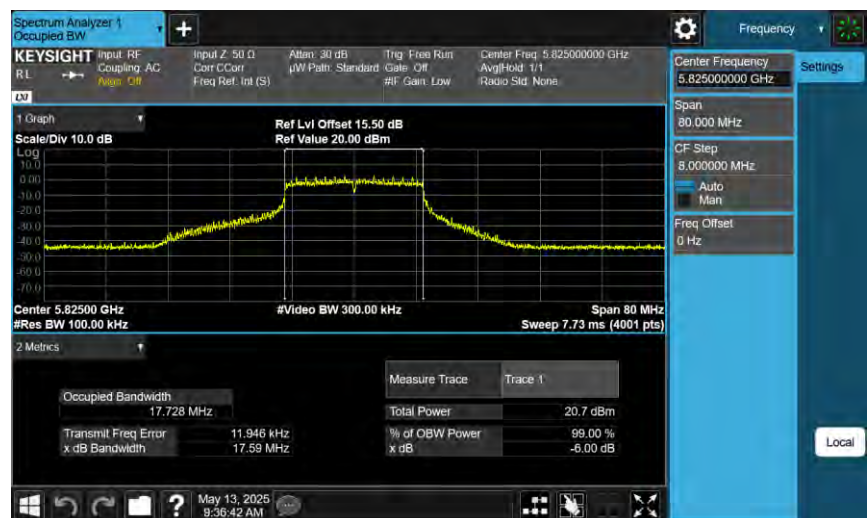 Spectrum Analyzer 1
Occupied BW
+
Frequency
KEYSIGHT
RL
LXI
Input: RF
Coupling: AC
Align: Off
Input Z: 50 Ω
Corr CCorr
Freq Ref: Int (S)
Atten: 30 dB
µW Path: Standard
Trig: Free Run
Gate: Off
#IF Gain: Low
Center Freq: 5.825000000 GHz
Avg|Hold: 1/1
Radio Std: None
Center Frequency
5.825000000 GHz
Settings
Span
80.000 MHz
CF Step
8.000000 MHz
Auto
Man
Freq Offset
0 Hz
1 Graph
Scale/Div 10.0 dB
Ref Lvl Offset 15.50 dB
Ref Value 20.00 dBm
Log
10.0
0.00
-10.0
-20.0
-30.0
-40.0
-50.0
-60.0
-70.0
Center 5.82500 GHz
#Res BW 100.00 kHz
#Video BW 300.00 kHz
Span 80 MHz
Sweep 7.73 ms (4001 pts)
2 Metrics
Measure Trace Trace 1
Occupied Bandwidth
17.728 MHz
Total Power 20.7 dBm
Transmit Freq Error 11.946 kHz
% of OBW Power 99.00 %
x dB Bandwidth 17.59 MHz
x dB -6.00 dB
Local
?
May 13, 2025
9:36:42 AM